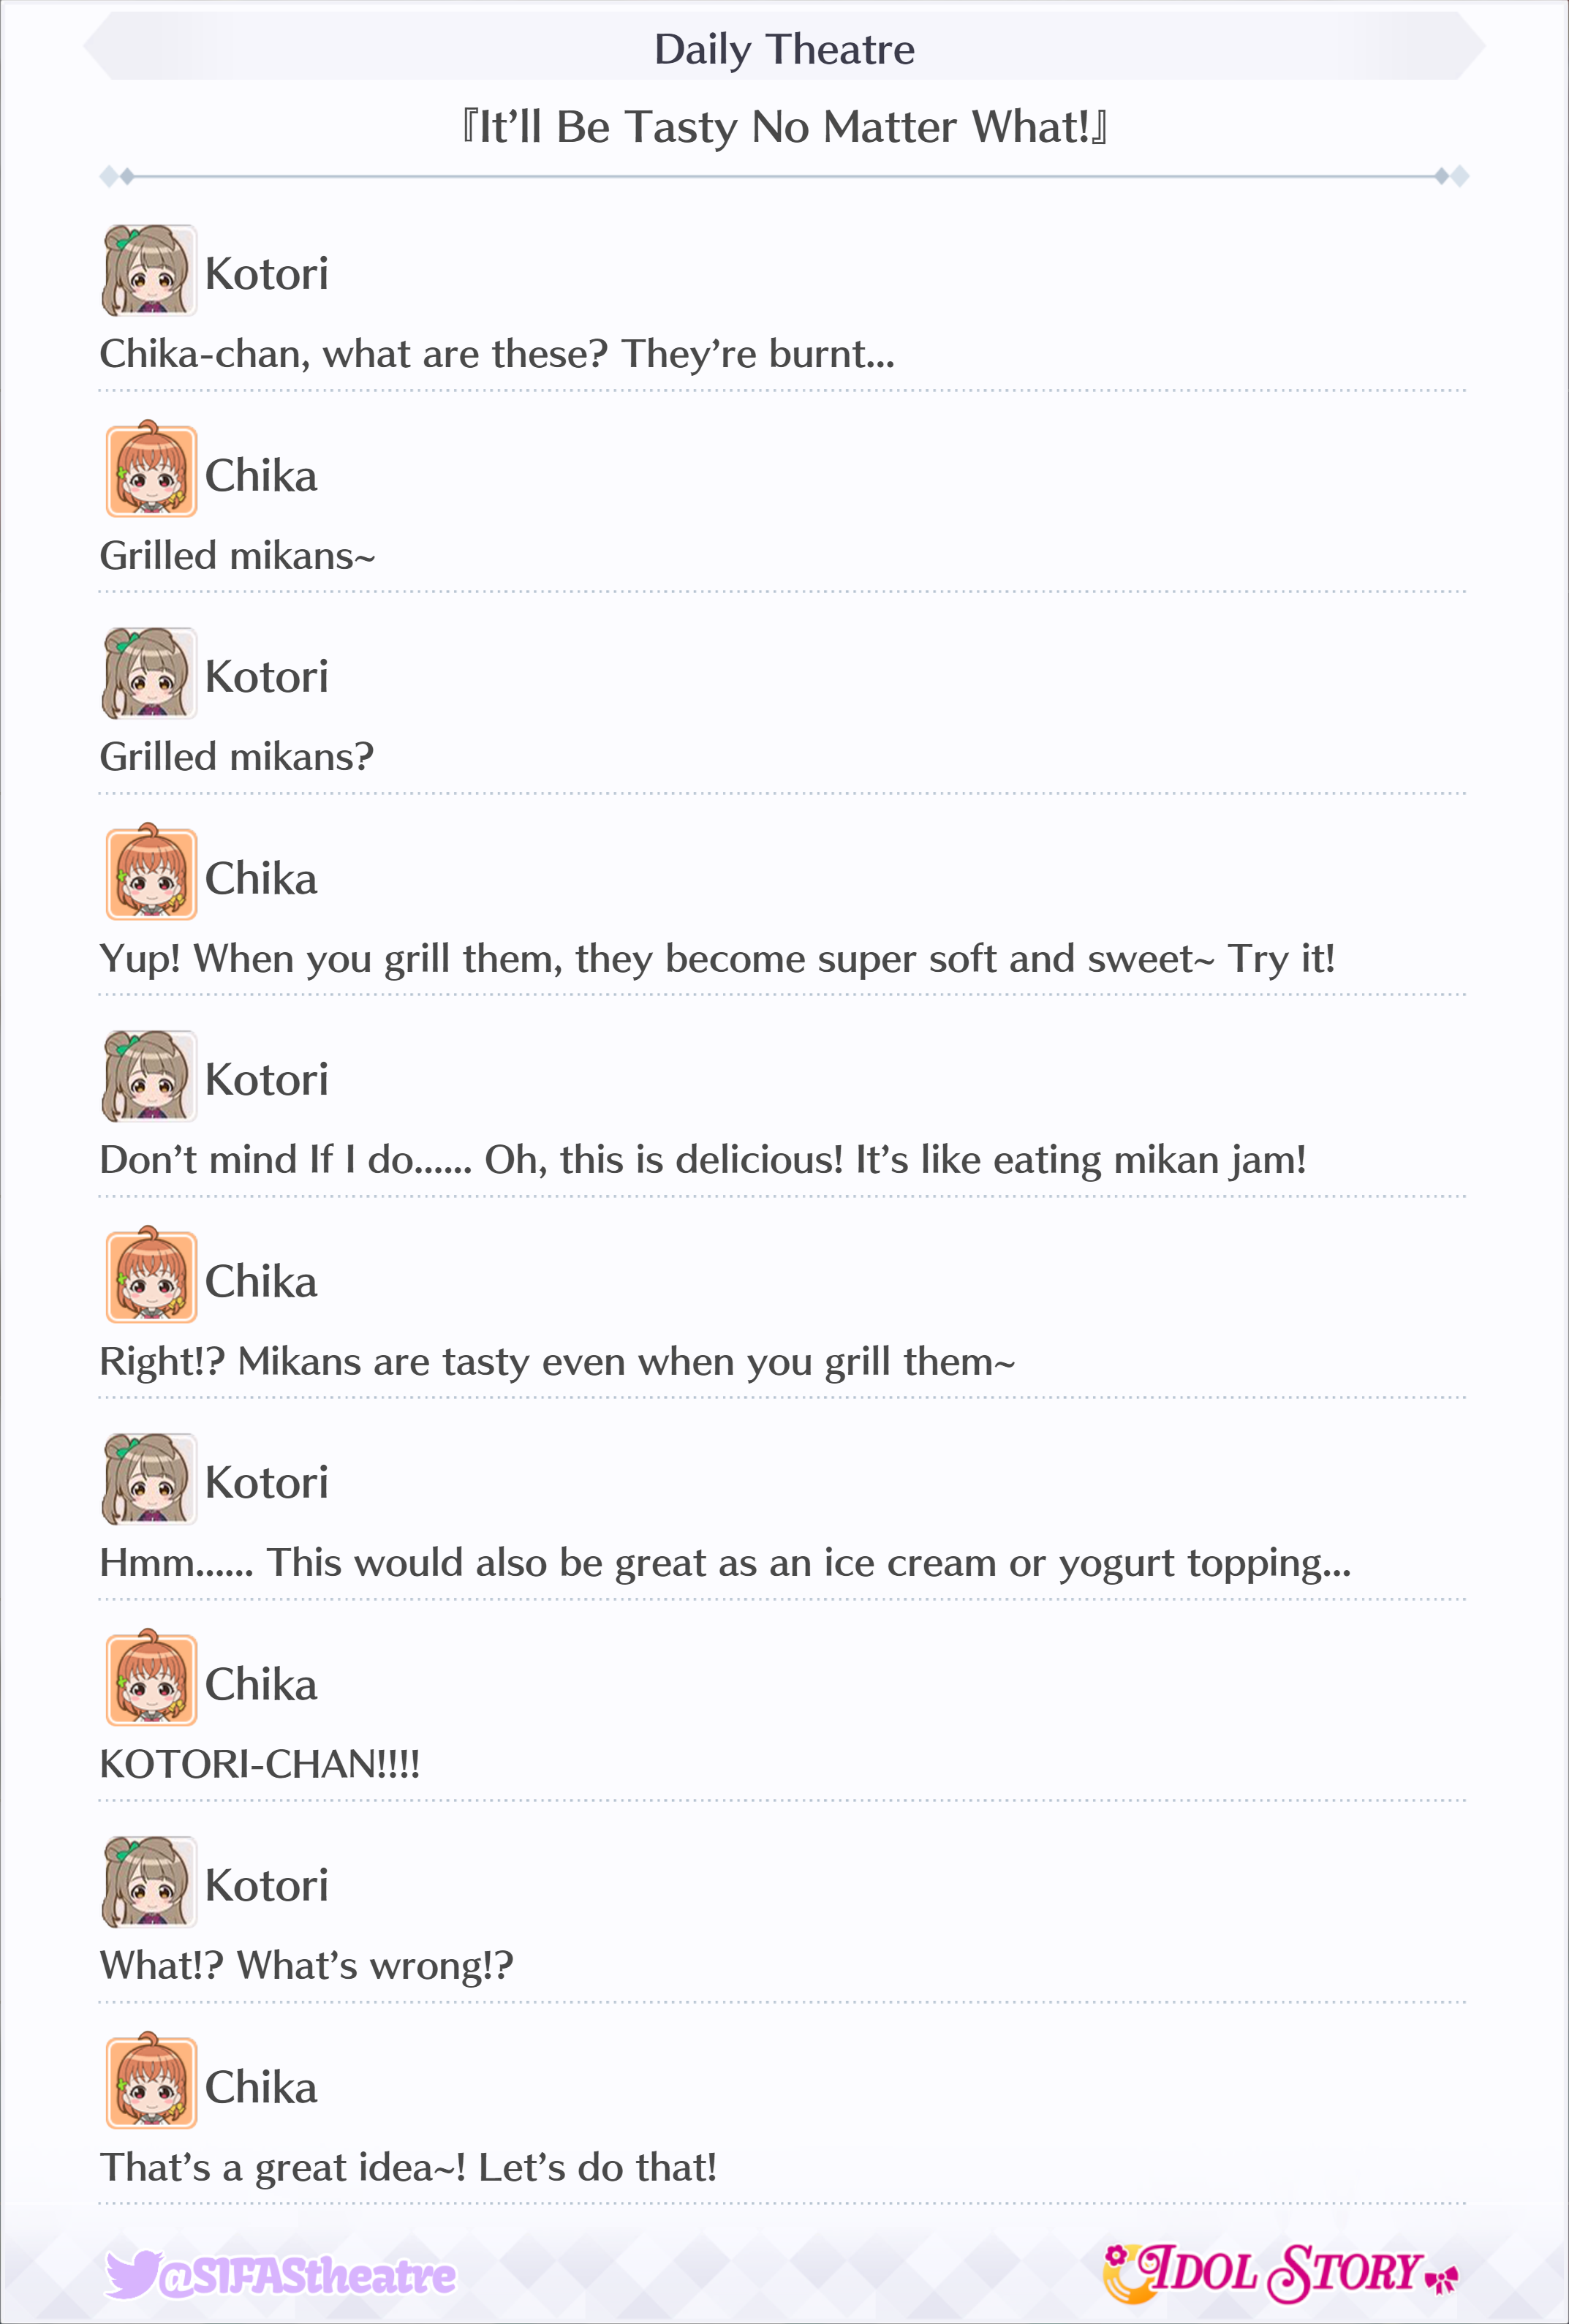 Daily Theatre
『It’ll Be Tasty No Matter What!』
Kotori
Chika-chan, what are these? They’re burnt...
Chika
Grilled mikans~
Kotori
Grilled mikans?
Chika
Yup! When you grill them, they become super soft and sweet~ Try it!
Kotori
Don’t mind If I do...... Oh, this is delicious! It’s like eating mikan jam!
Chika
Right!? Mikans are tasty even when you grill them~
Kotori
Hmm...... This would also be great as an ice cream or yogurt topping...
Chika
KOTORI-CHAN!!!!
Kotori
What!? What’s wrong!?
Chika
That’s a great idea~! Let’s do that!
@SIFAStheatre
IDOL STORY